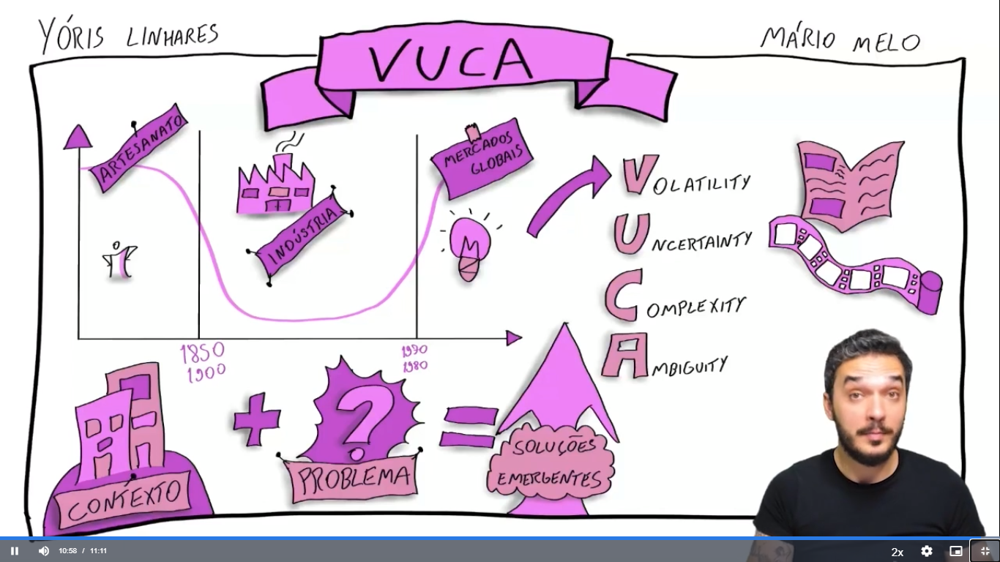 YÓRIS LINHARES
VUCA
MÁRIO MELO
ARTESANATO
INDÚSTRIA
MERCADOS
GLOBAIS
VOLATILITY
UNCERTAINTY
COMPLEXITY
AMBIGUITY
1850
1900
1990
1980
CONTEXTO
+
?
PROBLEMA
=
SOLUÇÕES
EMERGENTES
10:58 / 11:11
2x